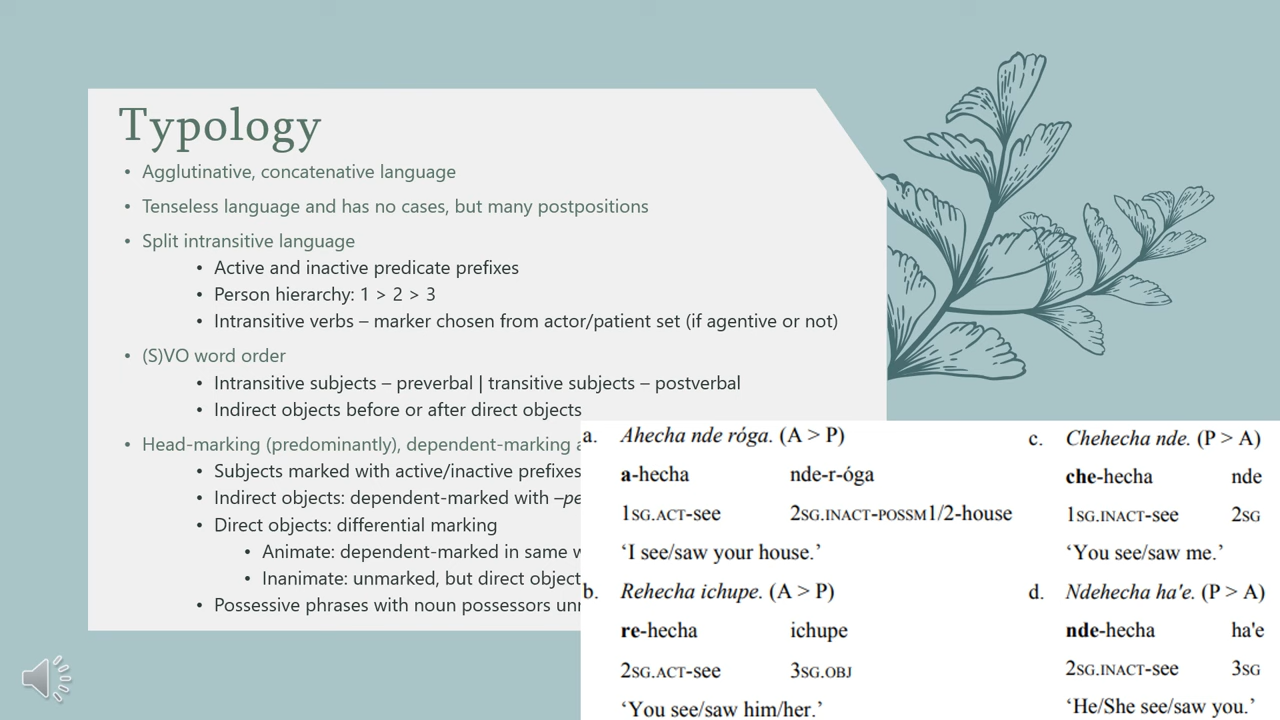 Typology
• Agglutinative, concatenative language
• Tenseless language and has no cases, but many postpositions
• Split intransitive language
• Active and inactive predicate prefixes
• Person hierarchy: 1 > 2 > 3
• Intransitive verbs – marker chosen from actor/patient set (if agentive or not)
• (S)VO word order
• Intransitive subjects – preverbal | transitive subjects – postverbal
• Indirect objects before or after direct objects
• Head-marking (predominantly), dependent-marking
• Subjects marked with active/inactive prefixes
• Indirect objects: dependent-marked with –pe
• Direct objects: differential marking
• Animate: dependent-marked in same
• Inanimate: unmarked, but direct object
• Possessive phrases with noun possessors
a. Ahecha nde róga. (A > P)
a-hecha nde-r-óga
1SG.ACT-see 2SG.INACT-POSSM1/2-house
‘I see/saw your house.’
b. Rehecha ichupe. (A > P)
re-hecha ichupe
2SG.ACT-see 3SG.OBJ
‘You see/saw him/her.’
c. Chehecha nde. (P > A)
che-hecha nde
1SG.INACT-see 2SG
‘You see/saw me.’
d. Ndehecha ha'e. (P > A)
nde-hecha ha'e
2SG.INACT-see 3SG
‘He/She see/saw you.’